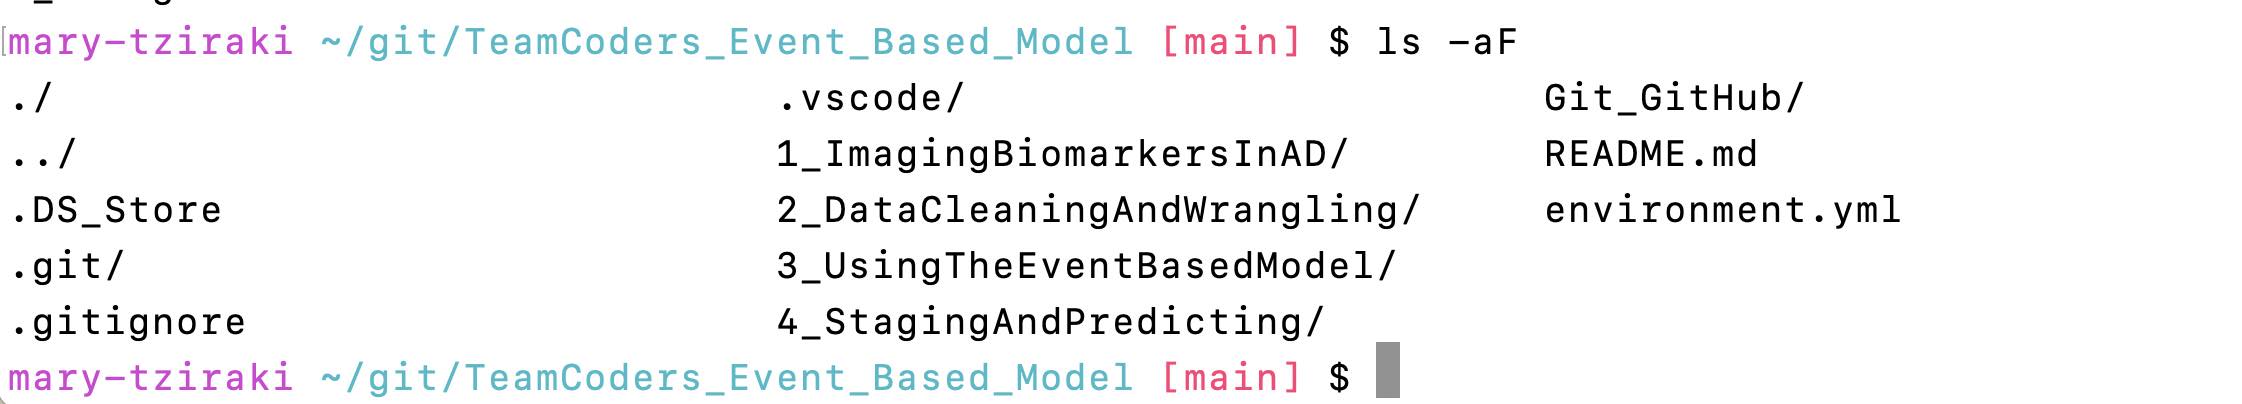 mary-tziraki ~/git/TeamCoders_Event_Based_Model [main] $ ls -aF
./ .vscode/ Git_GitHub/
../ 1_ImagingBiomarkersInAD/ README.md
.DS_Store 2_DataCleaningAndWrangling/ environment.yml
.git/ 3_UsingTheEventBasedModel/
.gitignore 4_StagingAndPredicting/
mary-tziraki ~/git/TeamCoders_Event_Based_Model [main] $